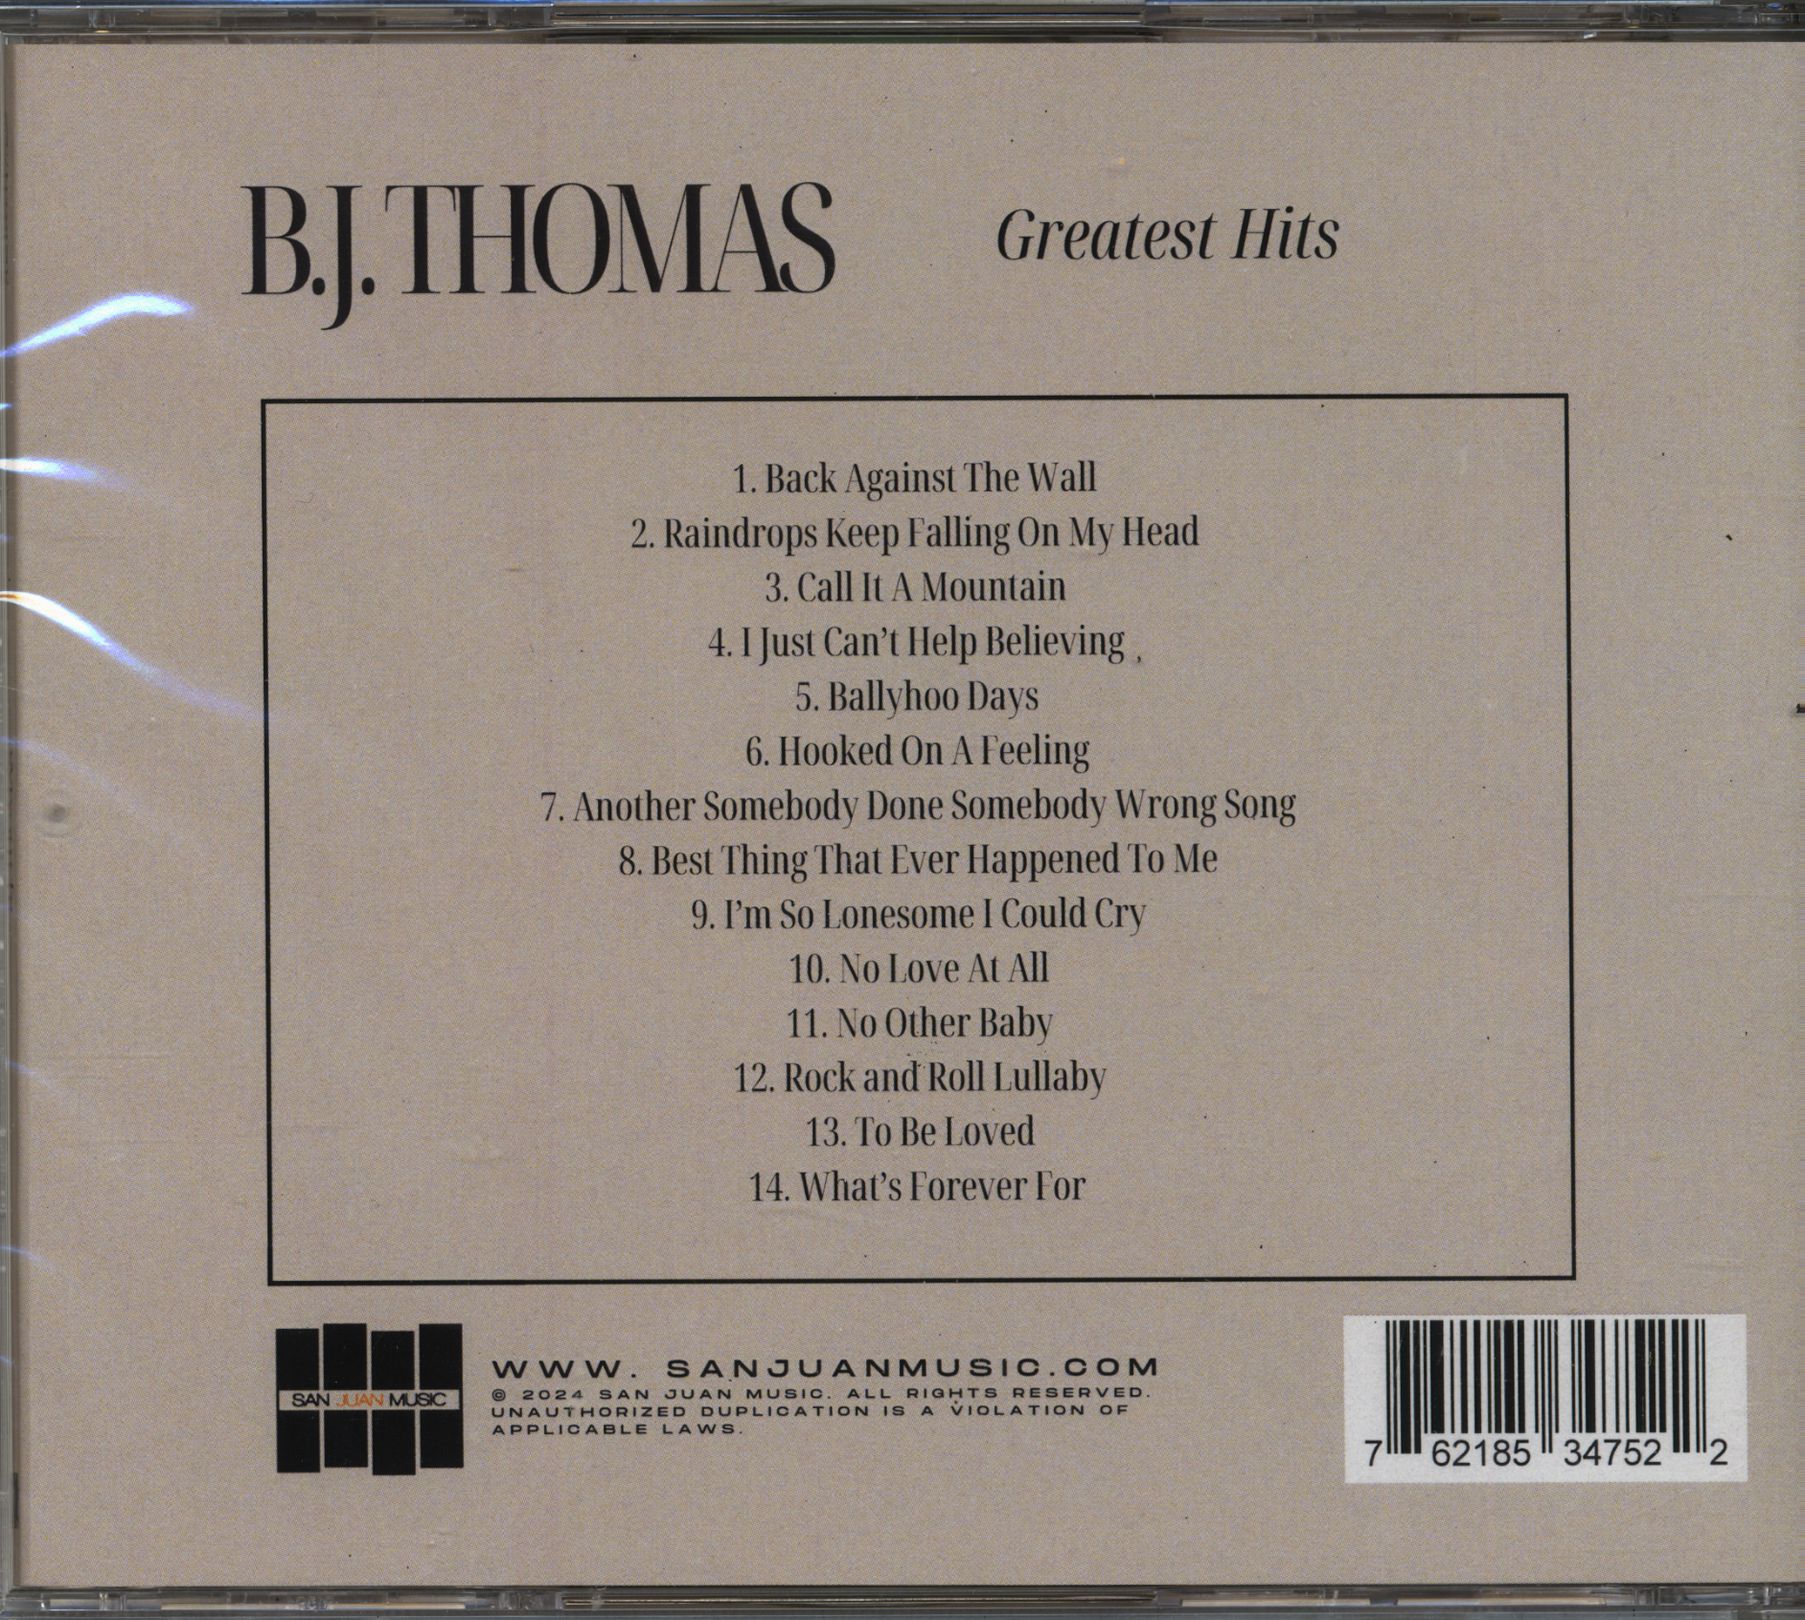 B.J. THOMAS
Greatest Hits
1. Back Against The Wall
2. Raindrops Keep Falling On My Head
3. Call It A Mountain
4. I Just Can't Help Believing
5. Ballyhoo Days
6. Hooked On A Feeling
7. Another Somebody Done Somebody Wrong Song
8. Best Thing That Ever Happened To Me
9. I'm So Lonesome I Could Cry
10. No Love At All
11. No Other Baby
12. Rock and Roll Lullaby
13. To Be Loved
14. What's Forever For
SAN JUAN MUSIC
WWW. SANJUANMUSIC.COM
© 2024 SAN JUAN MUSIC. ALL RIGHTS RESERVED.
UNAUTHORIZED DUPLICATION IS A VIOLATION OF
APPLICABLE LAWS.
7 62185 34752 2